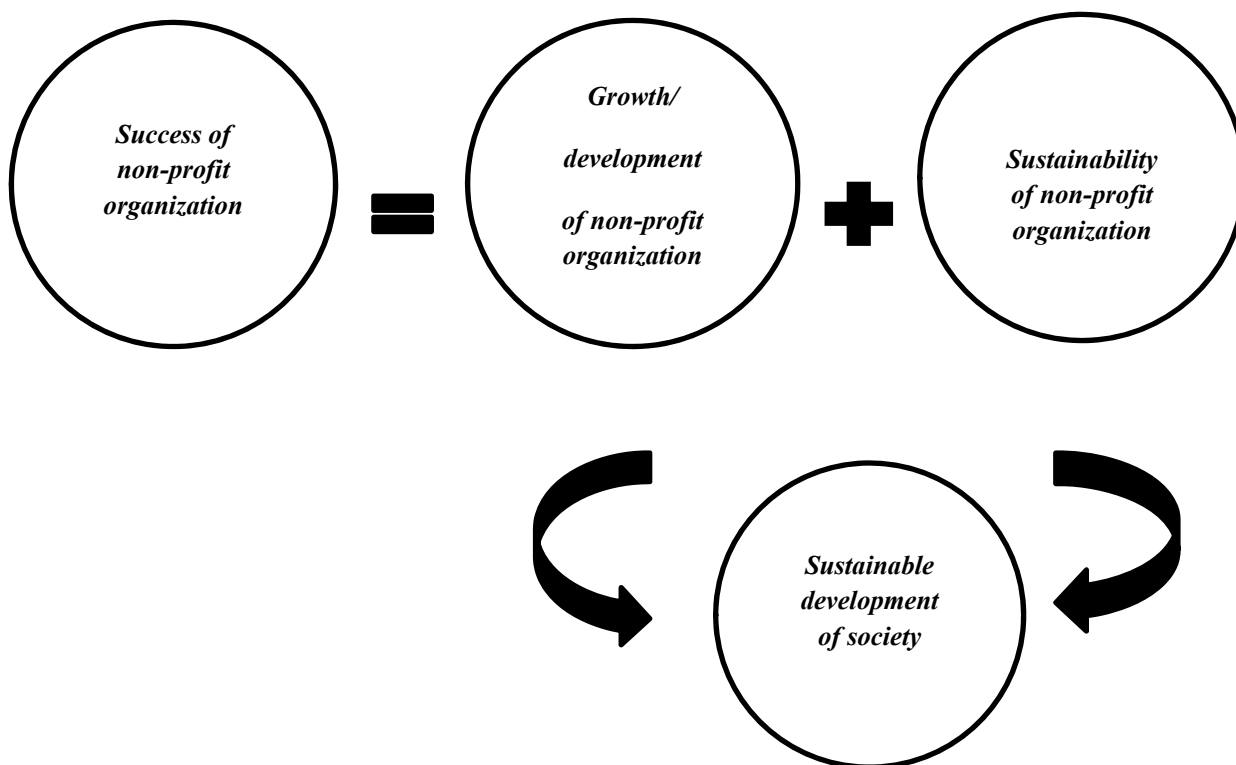 Success of
non-profit
organization
Growth/
development
of non-profit
organization
Sustainability
of non-profit
organization
Sustainable
development
of society